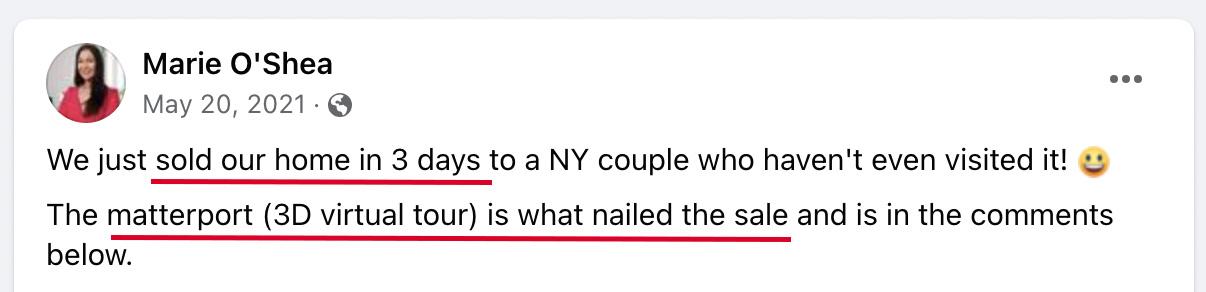 Marie O'Shea
May 20, 2021 ·
We just sold our home in 3 days to a NY couple who haven't even visited it! 😃
The matterport (3D virtual tour) is what nailed the sale and is in the comments
below.